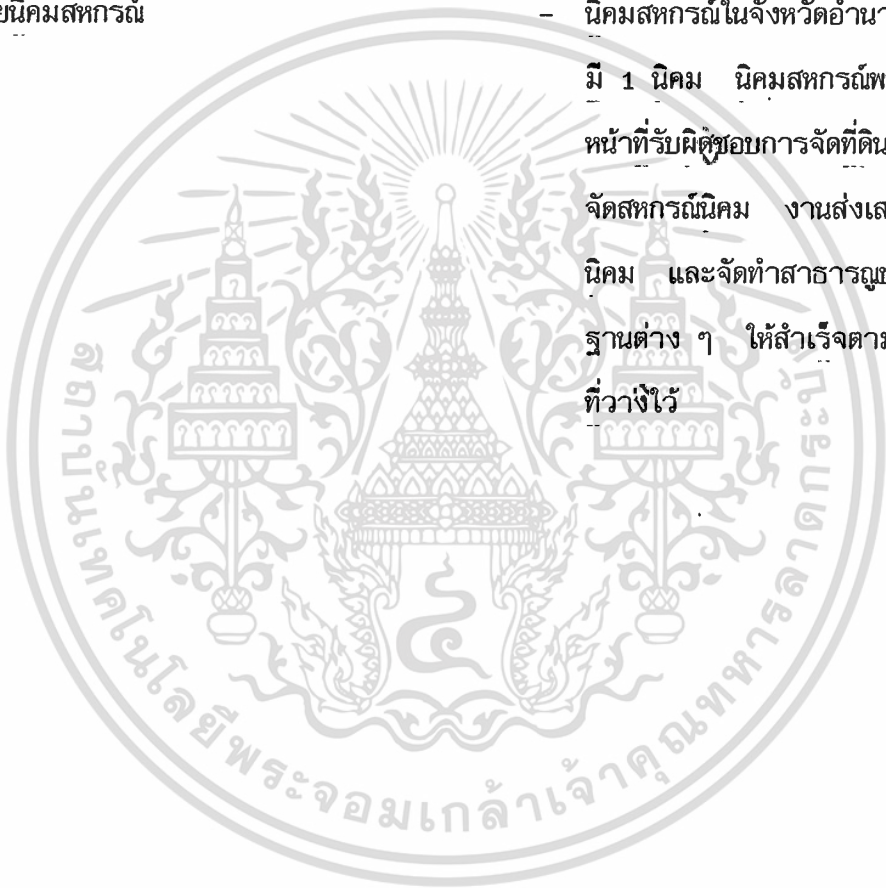 ยนิคมสหกรณ์
- นิคมสหกรณ์ในจังหวัดอำนา
มี 1 นิคม นิคมสหกรณ์พ
หน้าที่รับผิดชอบการจัดที่ดิน
จัดสหกรณ์นิคม งานส่งเส
นิคม และจัดทำสาธารณูป
ฐานต่าง ๆ ให้สำเร็จตาม
ที่วางไว้
สถาบันเทคโนโลยีพระจอมเกล้าเจ้าคุณทหารลาดกระบัง
๔